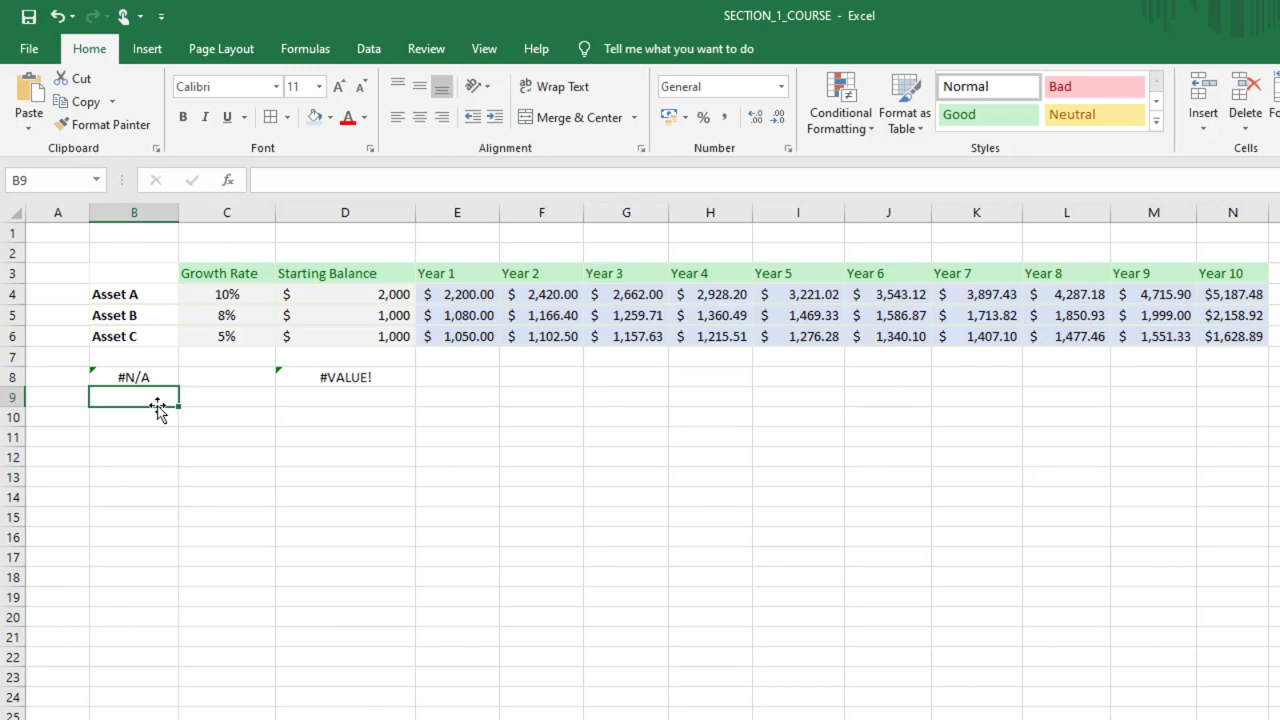 SECTION_1_COURSE - Excel
File Home Insert Page Layout Formulas Data Review View Help Tell me what you want to do
Paste
Cut
Copy
Format Painter
Clipboard
Calibri 11
B I U
Font
ab Wrap Text
Merge & Center
Alignment
General
Number
Conditional Formatting
Format as Table
Normal Bad
Good Neutral
Styles
Insert Delete Fo
Cells
B9 fx
A B C D E F G H I J K L M N
1
2
3 Growth Rate Starting Balance Year 1 Year 2 Year 3 Year 4 Year 5 Year 6 Year 7 Year 8 Year 9 Year 10
4 Asset A 10% $ 2,000 $ 2,200.00 $ 2,420.00 $ 2,662.00 $ 2,928.20 $ 3,221.02 $ 3,543.12 $ 3,897.43 $ 4,287.18 $ 4,715.90 $5,187.48
5 Asset B 8% $ 1,000 $ 1,080.00 $ 1,166.40 $ 1,259.71 $ 1,360.49 $ 1,469.33 $ 1,586.87 $ 1,713.82 $ 1,850.93 $ 1,999.00 $2,158.92
6 Asset C 5% $ 1,000 $ 1,050.00 $ 1,102.50 $ 1,157.63 $ 1,215.51 $ 1,276.28 $ 1,340.10 $ 1,407.10 $ 1,477.46 $ 1,551.33 $1,628.89
7
8 #N/A #VALUE!
9
10
11
12
13
14
15
16
17
18
19
20
21
22
23
24
25